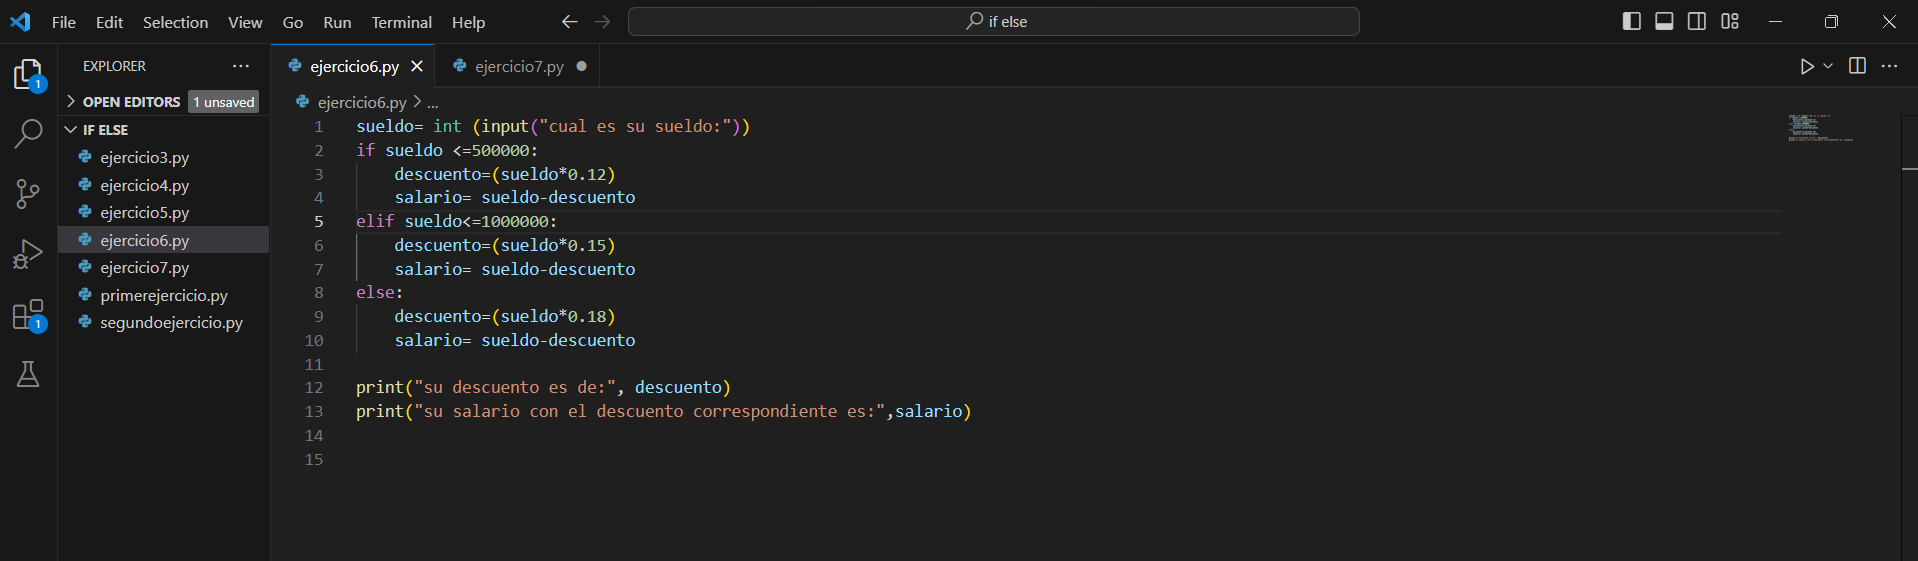 File Edit Selection View Go Run Terminal Help if else
EXPLORER ...
OPEN EDITORS 1 unsaved
IF ELSE
ejercicio3.py
ejercicio4.py
ejercicio5.py
ejercicio6.py
ejercicio7.py
primerejercicio.py
segundoejercicio.py
1
1
ejercicio6.py ejercicio7.py
ejercicio6.py > ...
1 sueldo= int (input("cual es su sueldo:"))
2 if sueldo <=500000:
3     descuento=(sueldo*0.12)
4     salario= sueldo-descuento
5 elif sueldo<=1000000:
6     descuento=(sueldo*0.15)
7     salario= sueldo-descuento
8 else:
9     descuento=(sueldo*0.18)
10     salario= sueldo-descuento
11
12 print("su descuento es de:", descuento)
13 print("su salario con el descuento correspondiente es:",salario)
14
15